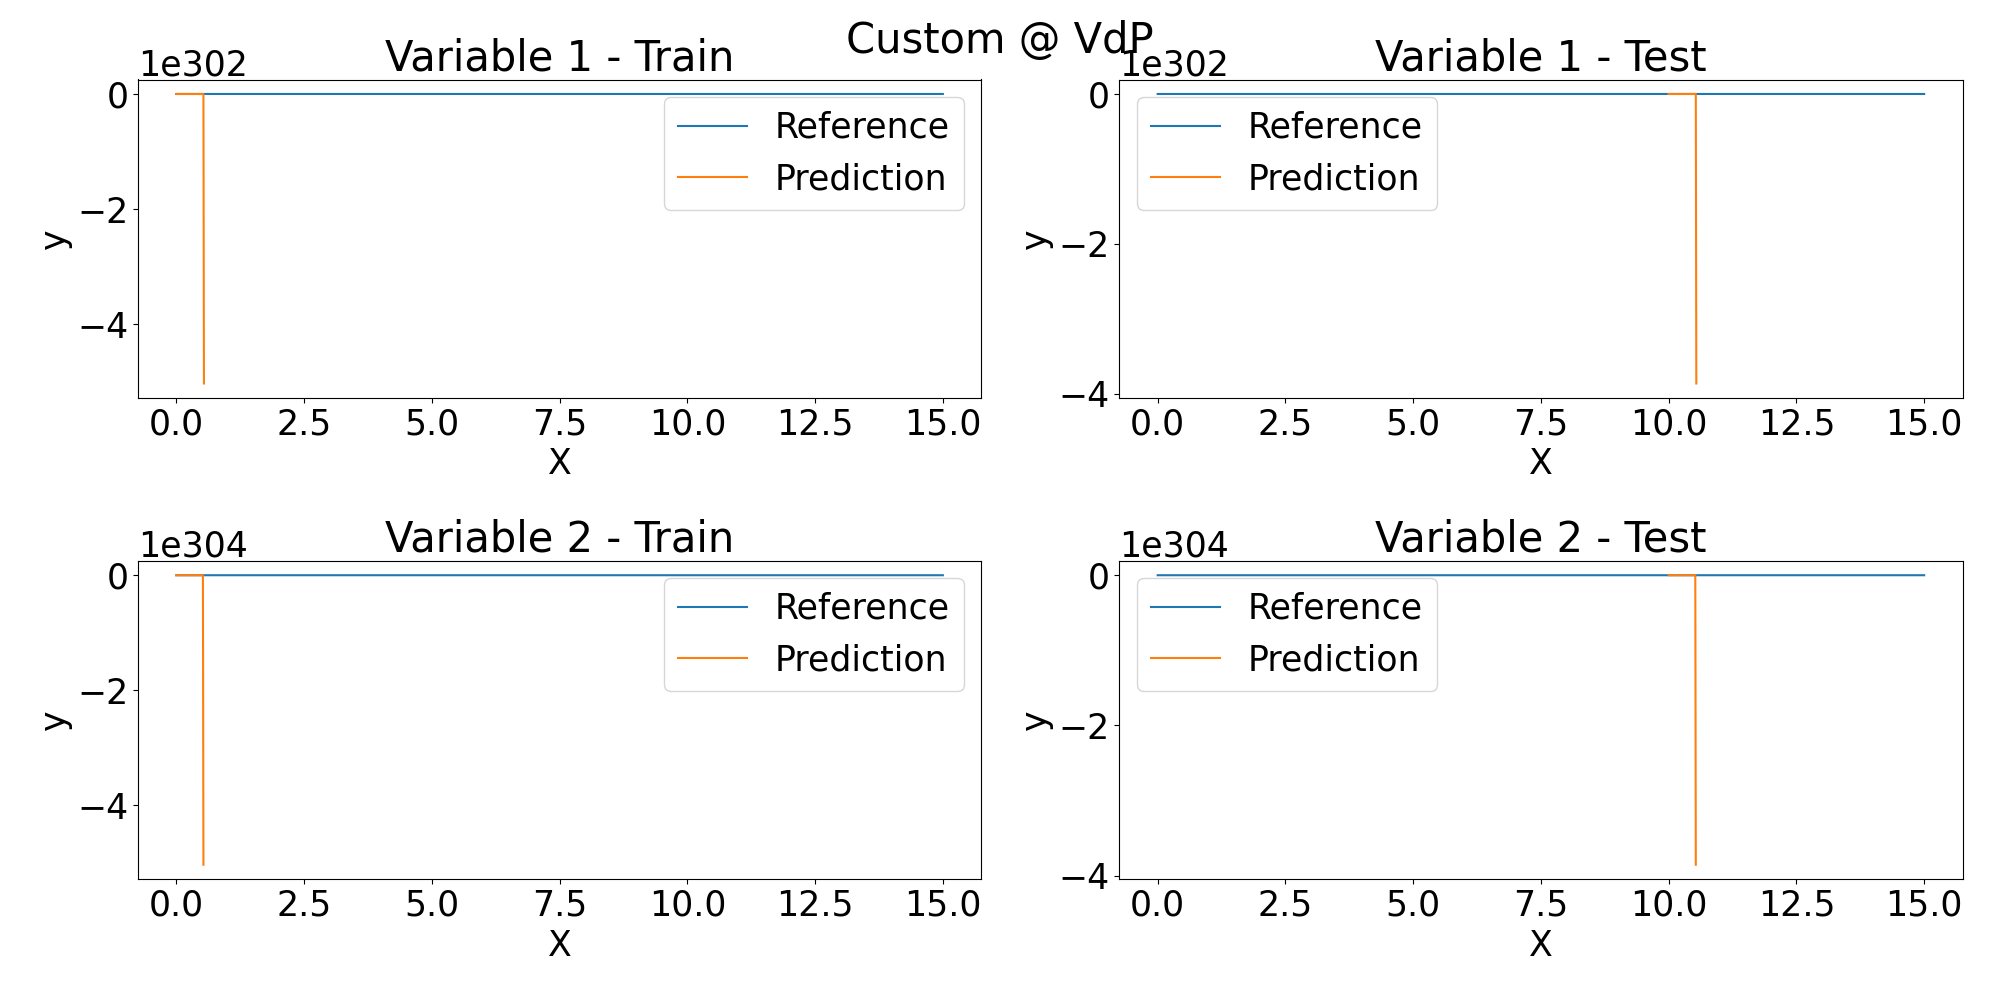 Custom @ VdP
Variable 1 - Train
1e302
0
−2
−4
y
Reference
Prediction
0.0 2.5 5.0 7.5 10.0 12.5 15.0
X
Variable 1 - Test
1e302
0
−2
−4
y
Reference
Prediction
0.0 2.5 5.0 7.5 10.0 12.5 15.0
X
Variable 2 - Train
1e304
0
−2
−4
y
Reference
Prediction
0.0 2.5 5.0 7.5 10.0 12.5 15.0
X
Variable 2 - Test
1e304
0
−2
−4
y
Reference
Prediction
0.0 2.5 5.0 7.5 10.0 12.5 15.0
X